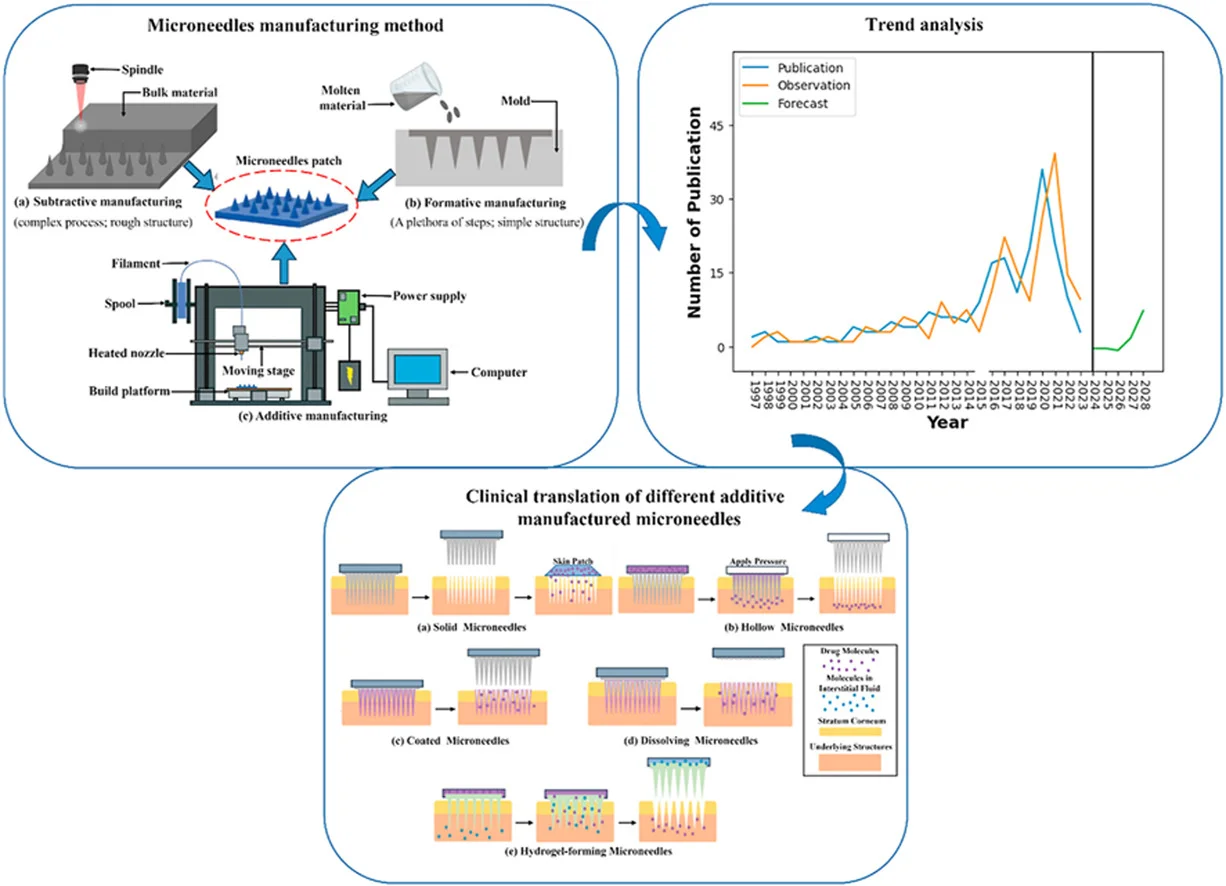 Microneedles manufacturing method
Spindle
Bulk material
(a) Subtractive manufacturing
(complex process; rough structure)
Microneedles patch
Molten
material
Mold
(b) Formative manufacturing
(A plethora of steps; simple structure)
Filament
Spool
Heated nozzle
Moving stage
Build platform
Power supply
Computer
(c) Additive manufacturing
Trend analysis
Publication
Observation
Forecast
Number of Publication
45
30
15
0
1997 1998 1999 2000 2001 2002 2003 2004 2005 2006 2007 2008 2009 2010 2011 2012 2013 2014 2015 2016 2017 2018 2019 2020 2021 2022 2023 2024 2025 2026 2027 2028
Year
Clinical translation of different additive
manufactured microneedles
Skin Patch
(a) Solid Microneedles
Apply Pressure
(b) Hollow Microneedles
(c) Coated Microneedles
(d) Dissolving Microneedles
Drug Molecules
Molecules in
Interstitial Fluid
Stratum Corneum
Underlying Structures
(e) Hydrogel-forming Microneedles